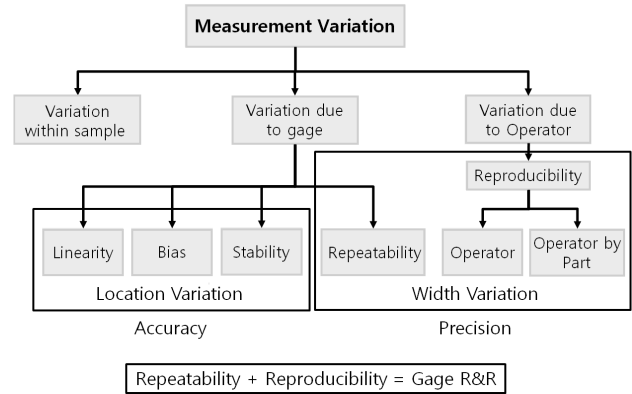 Measurement Variation
Variation
within sample
Variation due
to gage
Variation due
to Operator
Reproducibility
Linearity
Bias
Stability
Repeatability
Operator
Operator by
Part
Location Variation
Width Variation
Accuracy
Precision
Repeatability + Reproducibility = Gage R&R